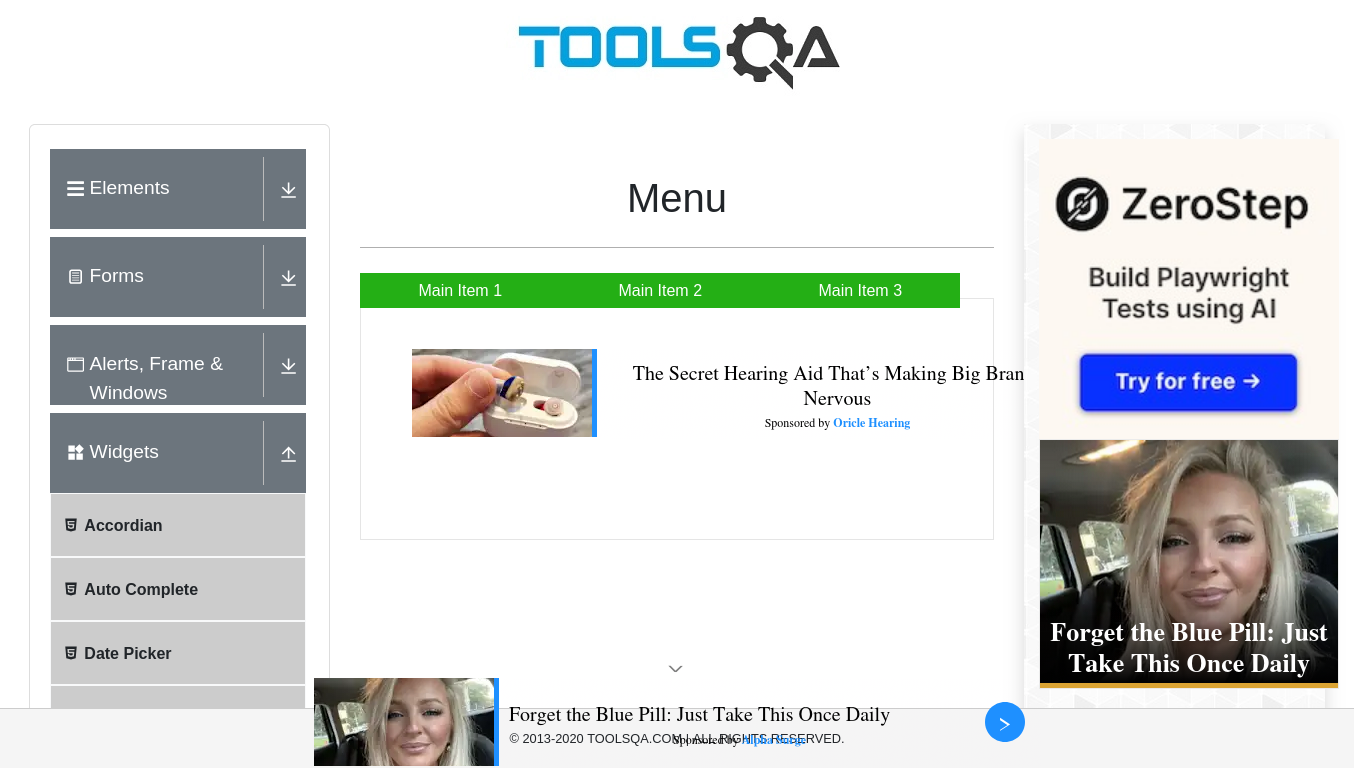 TOOLSQA
Elements
Forms
Alerts, Frame &
Windows
Widgets
Accordian
Auto Complete
Date Picker
Menu
Main Item 1
Main Item 2
Main Item 3
The Secret Hearing Aid That's Making Big Bran
Nervous
Sponsored by Oricle Hearing
ZeroStep
Build Playwright
Tests using AI
Try for free →
Forget the Blue Pill: Just
Take This Once Daily
Forget the Blue Pill: Just Take This Once Daily
© 2013-2020 TOOLSQA.COM | ALL RIGHTS RESERVED.
Sponsored by